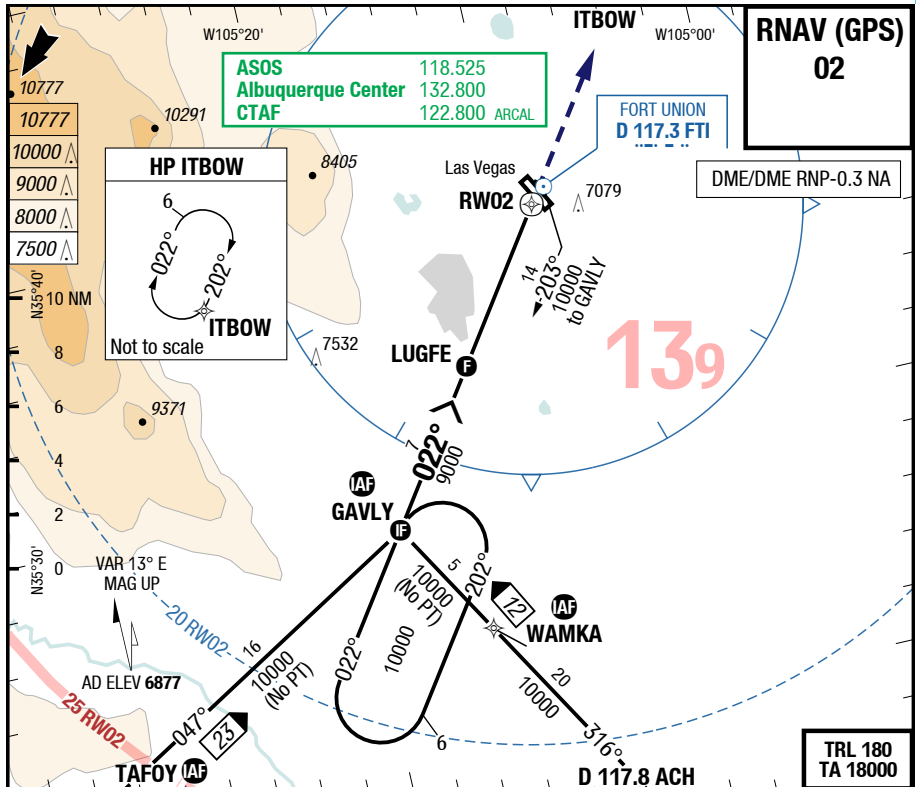 ITBOW
W105°20'
W105°00'
RNAV (GPS)
02
ASOS 118.525
Albuquerque Center 132.800
CTAF 122.800 ARCAL
10777
10777
10000
9000
8000
7500
10291
8405
FORT UNION
D 117.3 FTI
Las Vegas
RW02
7079
DME/DME RNP-0.3 NA
HP ITBOW
6
022°
202°
ITBOW
Not to scale
14
203°
10000
to GAVLY
N35°40'
10 NM
8
6
4
2
0
N35°30'
7532
9371
LUGFE
F
139
7
022°
9000
IAF
GAVLY
IF
VAR 13° E
MAG UP
AD ELEV 6877
20 RW02
25 RW02
5
10000
(No PT)
202°
12
IAF
WAMKA
022°
10000
6
16
10000
(No PT)
047°
23
TAFOY IAF
20
10000
316°
D 117.8 ACH
TRL 180
TA 18000